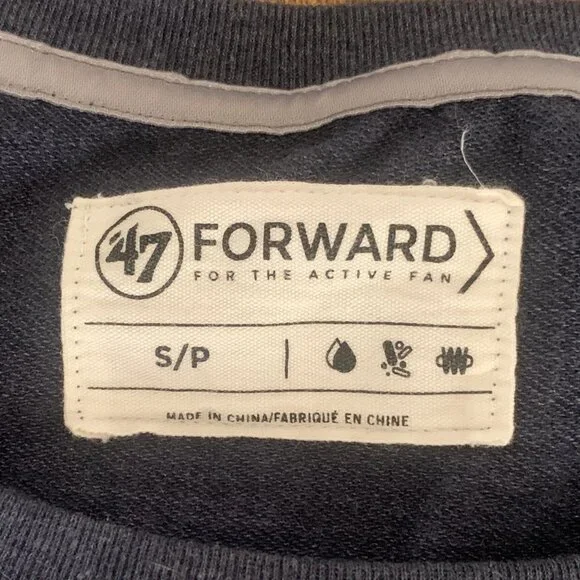 '47 FORWARD
FOR THE ACTIVE FAN
S/P
MADE IN CHINA/FABRIQUÉ EN CHINE